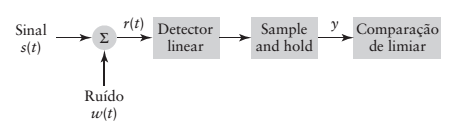 Sinal
s(t)
Σ
r(t)
Detector
linear
Sample
and hold
y
Comparação
de limiar
Ruído
w(t)